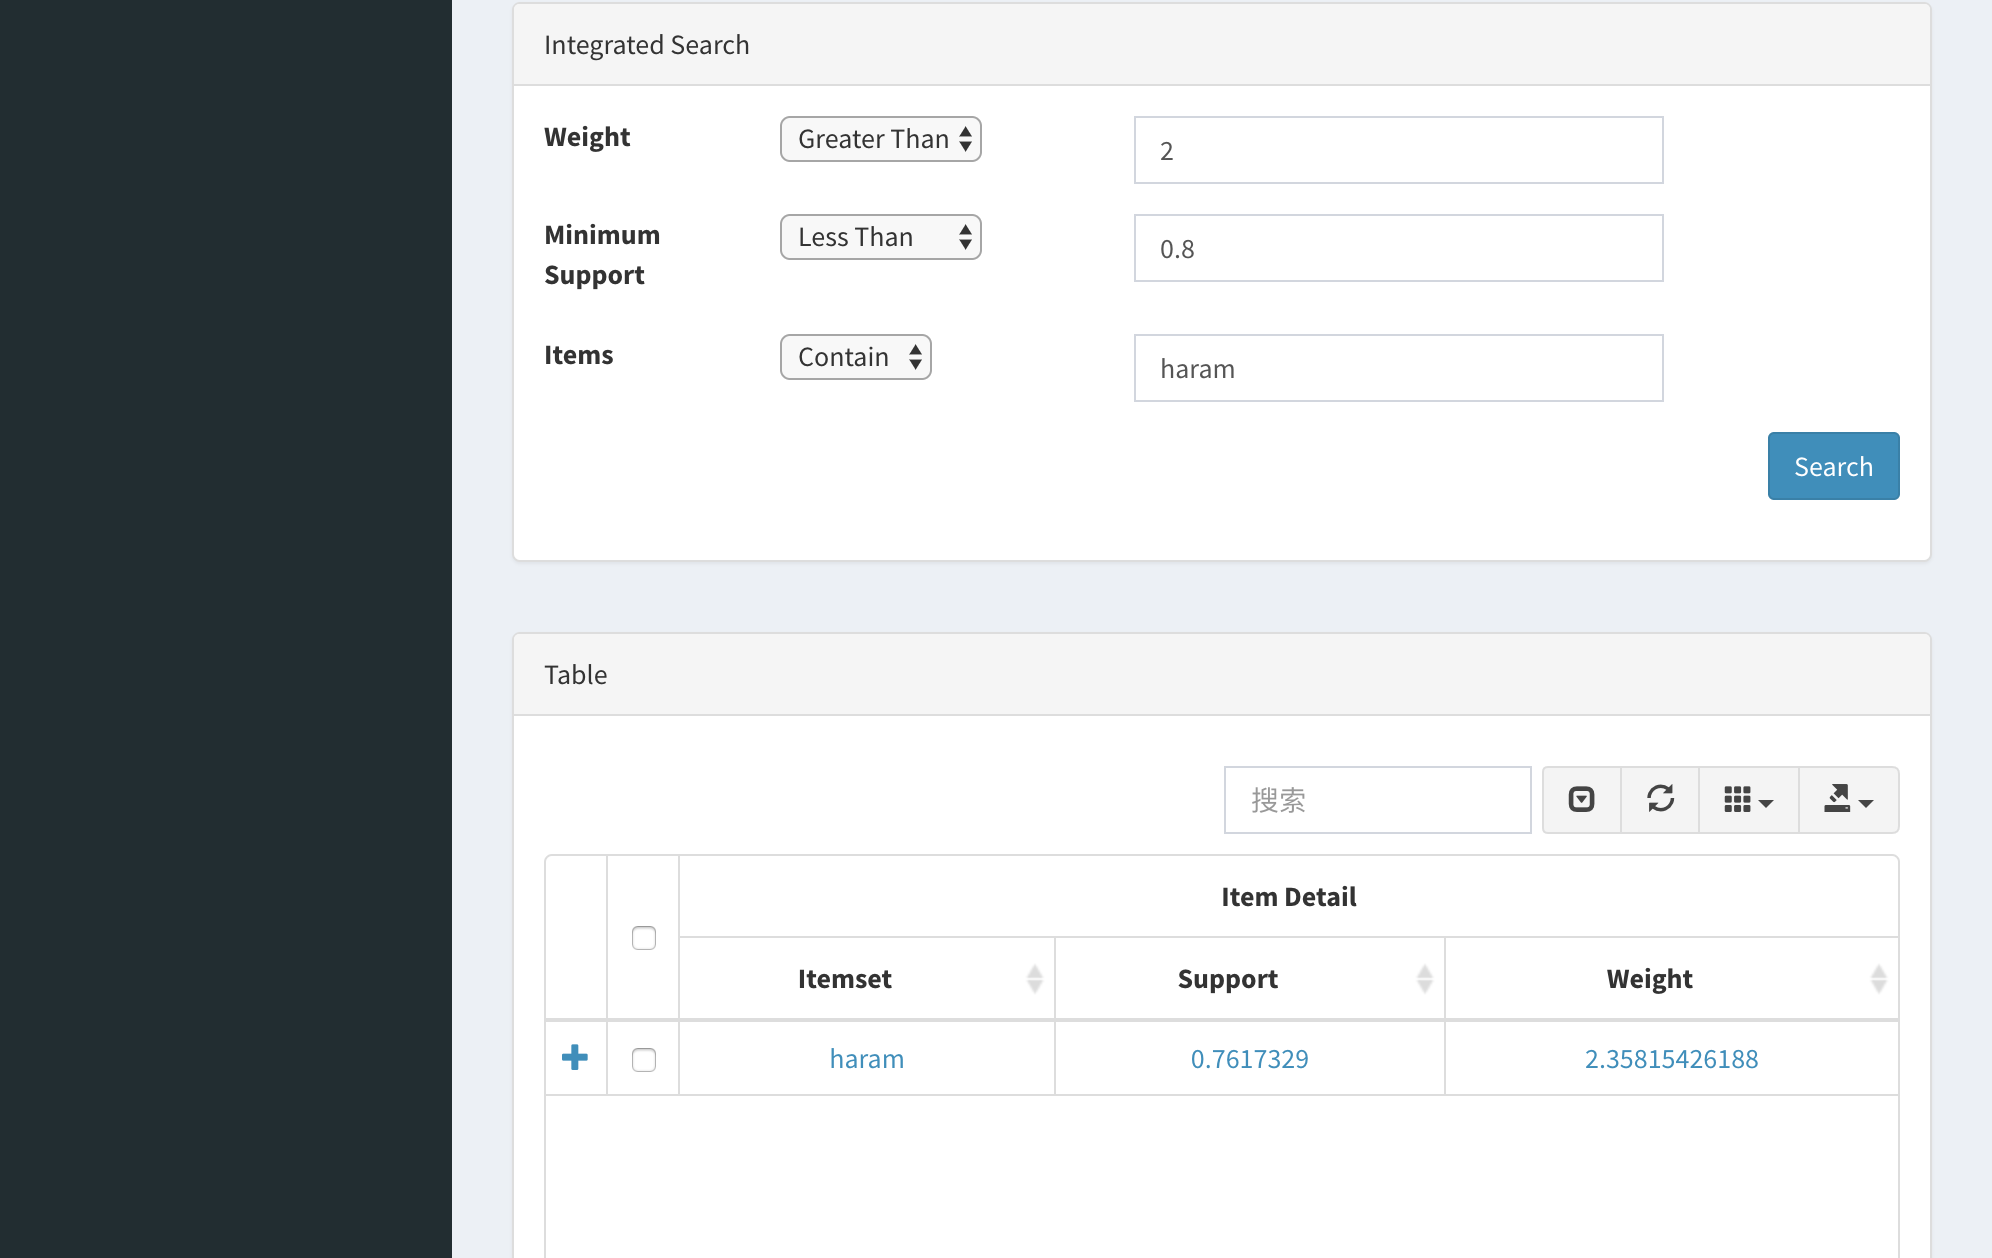 Integrated Search
Weight
Greater Than
2
Minimum
Support
Less Than
0.8
Items
Contain
haram
Search
Table
搜索
Item Detail
Itemset
Support
Weight
haram
0.7617329
2.35815426188